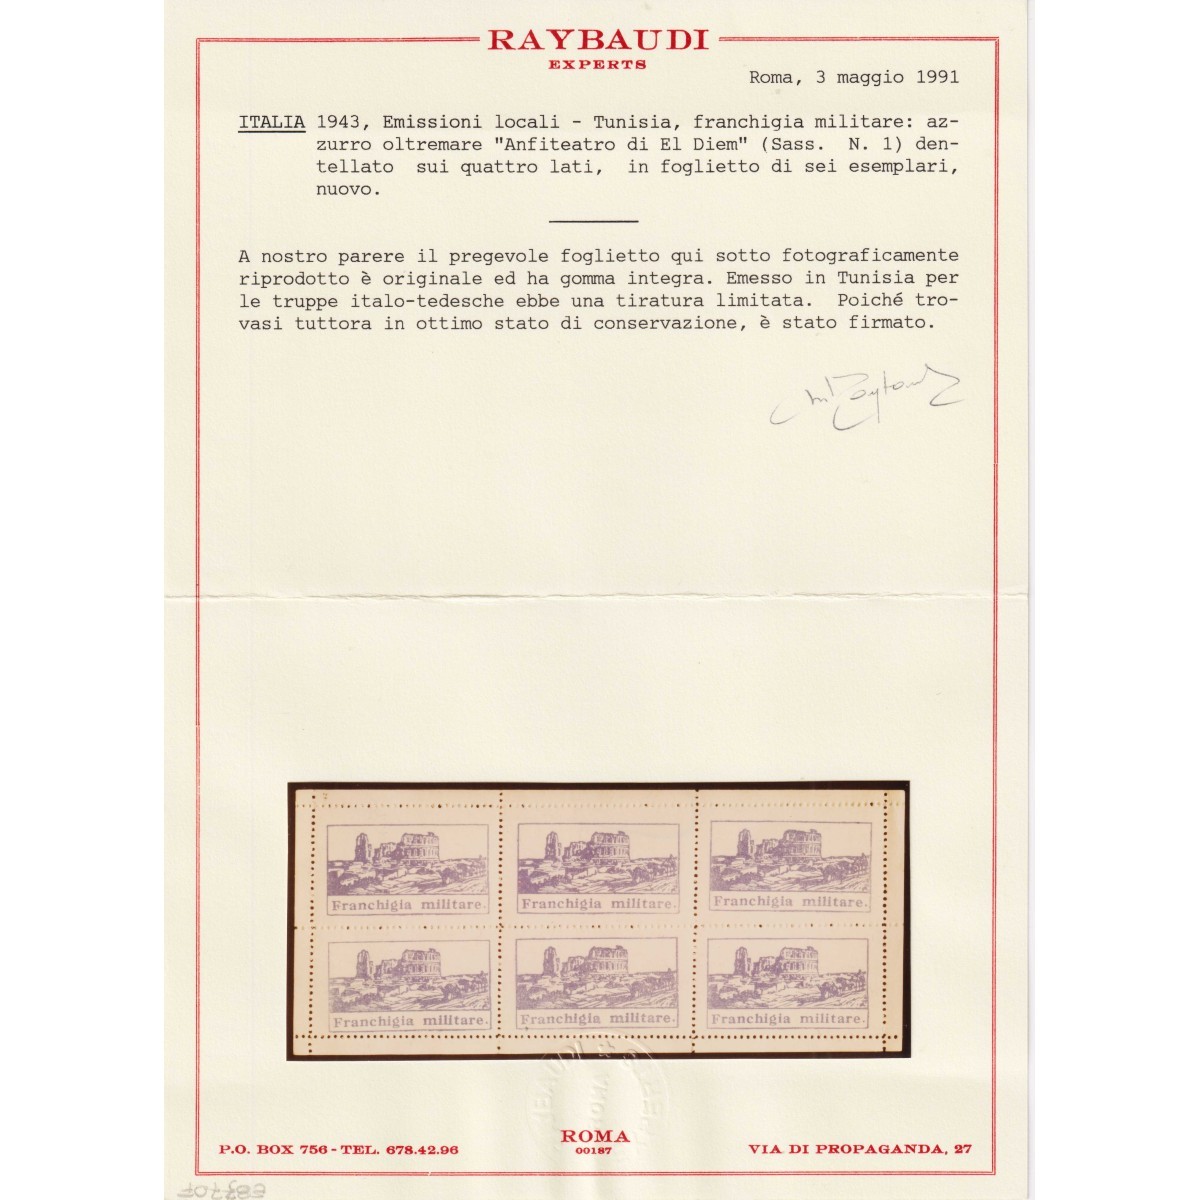 RAYBAUDI
EXPERTS
Roma, 3 maggio 1991
ITALIA 1943, Emissioni locali - Tunisia, franchigia militare: az-
zurro oltremare "Anfiteatro di El Diem" (Sass. N. 1) den-
tellato sui quattro lati, in foglietto di sei esemplari,
nuovo.
A nostro parere il pregevole foglietto qui sotto fotograficamente
riprodotto è originale ed ha gomma integra. Emesso in Tunisia per
le truppe italo-tedesche ebbe una tiratura limitata. Poiché tro-
vasi tuttora in ottimo stato di conservazione, è stato firmato.
Franchigia militare. Franchigia militare. Franchigia militare.
Franchigia militare. Franchigia militare. Franchigia militare.
P.O. BOX 756 - TEL. 678.42.96 ROMA VIA DI PROPAGANDA, 27
00187